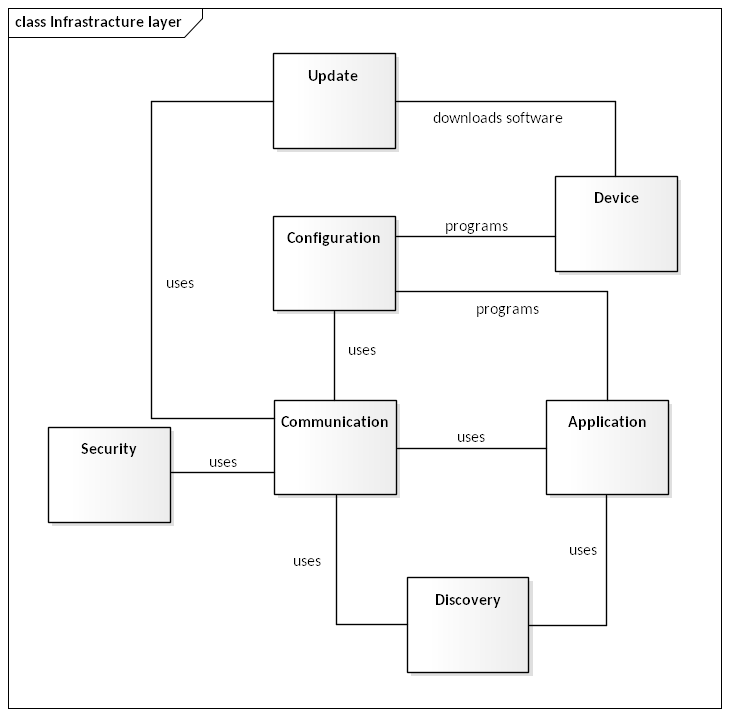 class Infrastracture layer
Update
downloads software
Device
Configuration
programs
uses
programs
uses
Communication
Application
Security
uses
uses
uses
uses
Discovery